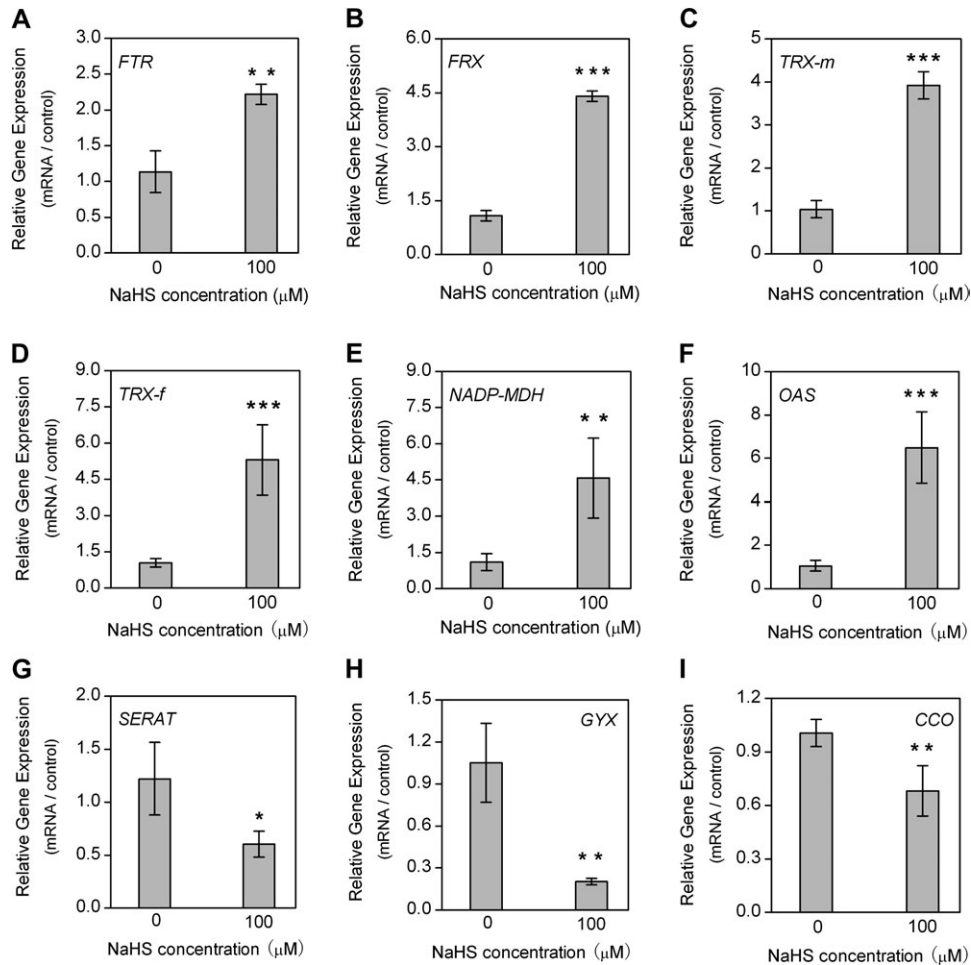 A
Relative Gene Expression
(mRNA / control)
3.0
2.5
2.0
1.5
1.0
0.5
0.0
FTR
* *
0
100
NaHS concentration (μM)
B
Relative Gene Expression
(mRNA / control)
6.0
4.5
3.0
1.5
0.0
FRX
***
0
100
NaHS concentration (μM)
C
Relative Gene Expression
(mRNA / control)
5
4
3
2
1
0
TRX-m
***
0
100
NaHS concentration (μM)
D
Relative Gene Expression
(mRNA / control)
9.0
7.5
6.0
4.5
3.0
1.5
0.0
TRX-f
***
0
100
NaHS concentration (μM)
E
Relative Gene Expression
(mRNA / control)
9.0
7.5
6.0
4.5
3.0
1.5
0.0
NADP-MDH
* *
0
100
NaHS concentration (μM)
F
Relative Gene Expression
(mRNA / control)
10
8
6
4
2
0
OAS
***
0
100
NaHS concentration (μM)
G
Relative Gene Expression
(mRNA / control)
2.0
1.5
1.0
0.5
0.0
SERAT
*
0
100
NaHS concentration (μM)
H
Relative Gene Expression
(mRNA / control)
1.5
1.2
0.9
0.6
0.3
0.0
GYX
* *
0
100
NaHS concentration (μM)
I
Relative Gene Expression
(mRNA / control)
1.2
0.9
0.6
0.3
0.0
CCO
**
0
100
NaHS concentration (μM)